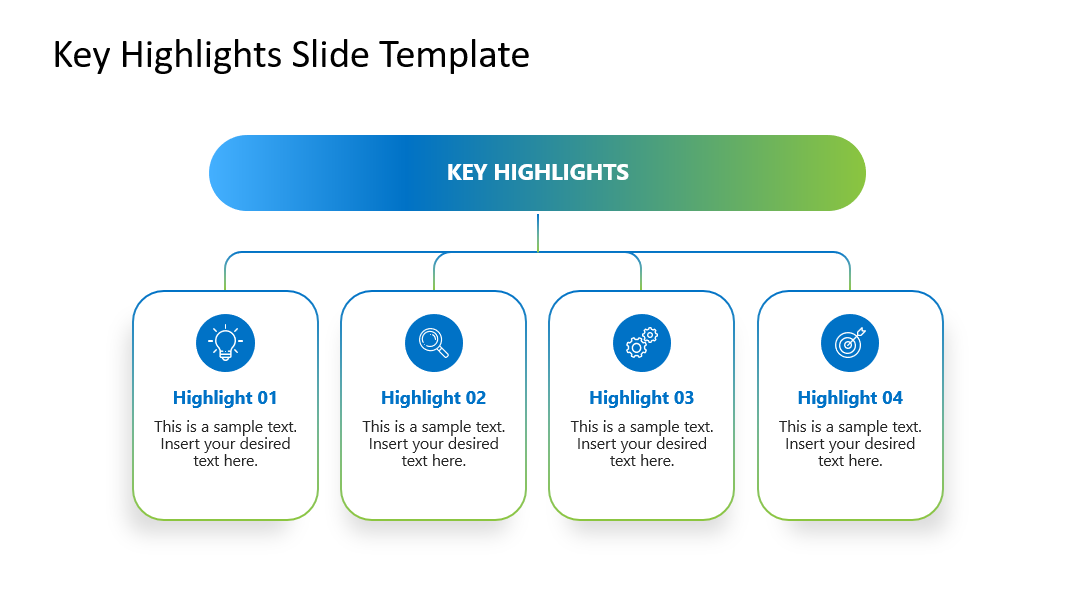 Key Highlights Slide Template
KEY HIGHLIGHTS
Highlight 01
This is a sample text.
Insert your desired
text here.
Highlight 02
This is a sample text.
Insert your desired
text here.
Highlight 03
This is a sample text.
Insert your desired
text here.
Highlight 04
This is a sample text.
Insert your desired
text here.